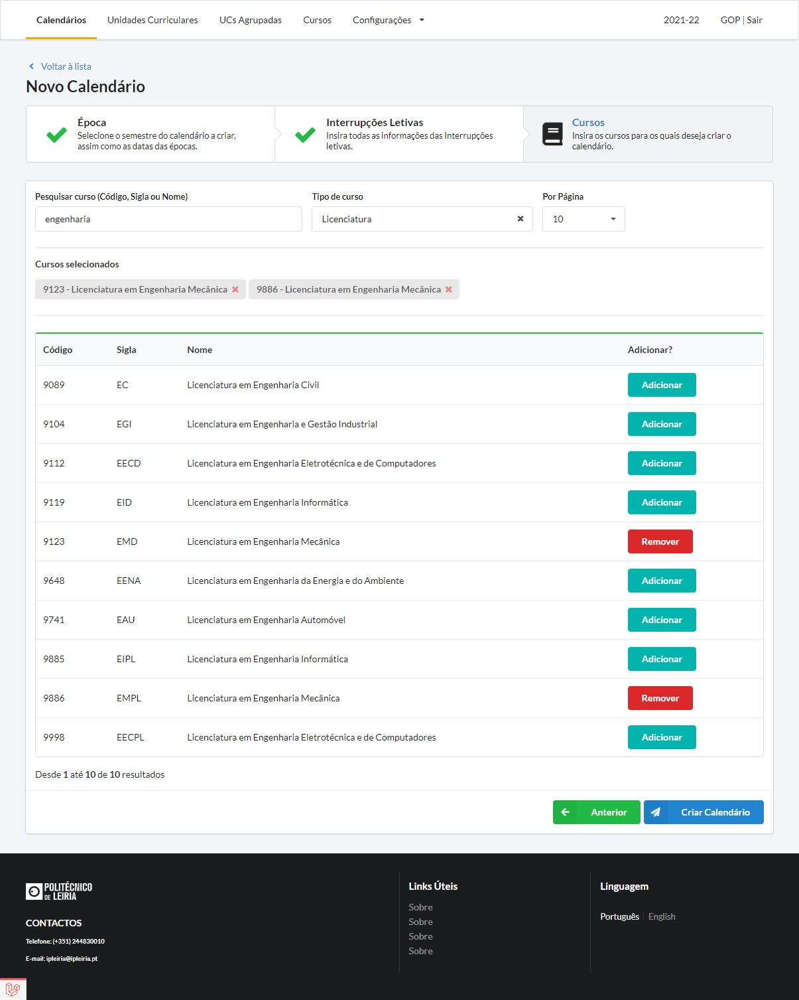 Calendários Unidades Curriculares UCs Agrupadas Cursos Configurações 2021-22 GOP | Sair
Voltar à lista
Novo Calendário
Época
Selecione o semestre do calendário a criar,
assim como as datas das épocas.
Interrupções Letivas
Insira todas as informações das Interrupções
letivas.
Cursos
Insira os cursos para os quais deseja criar o
calendário.
Pesquisar curso (Código, Sigla ou Nome) Tipo de curso Por Página
engenharia Licenciatura 10
Cursos selecionados
9123 - Licenciatura em Engenharia Mecânica 9886 - Licenciatura em Engenharia Mecânica
Código Sigla Nome Adicionar?
9089 EC Licenciatura em Engenharia Civil Adicionar
9104 EGI Licenciatura em Engenharia e Gestão Industrial Adicionar
9112 EECD Licenciatura em Engenharia Eletrotécnica e de Computadores Adicionar
9119 EID Licenciatura em Engenharia Informática Adicionar
9123 EMD Licenciatura em Engenharia Mecânica Remover
9648 EENA Licenciatura em Engenharia da Energia e do Ambiente Adicionar
9741 EAU Licenciatura em Engenharia Automóvel Adicionar
9885 EIPL Licenciatura em Engenharia Informática Adicionar
9886 EMPL Licenciatura em Engenharia Mecânica Remover
9998 EECPL Licenciatura em Engenharia Eletrotécnica e de Computadores Adicionar
Desde 1 até 10 de 10 resultados
Anterior Criar Calendário
POLITÉCNICO
DE LEIRIA
CONTACTOS
Telefone: (+351) 244830010
E-mail: ipleiria@ipleiria.pt
Links Úteis
Sobre
Sobre
Sobre
Sobre
Linguagem
Português | English